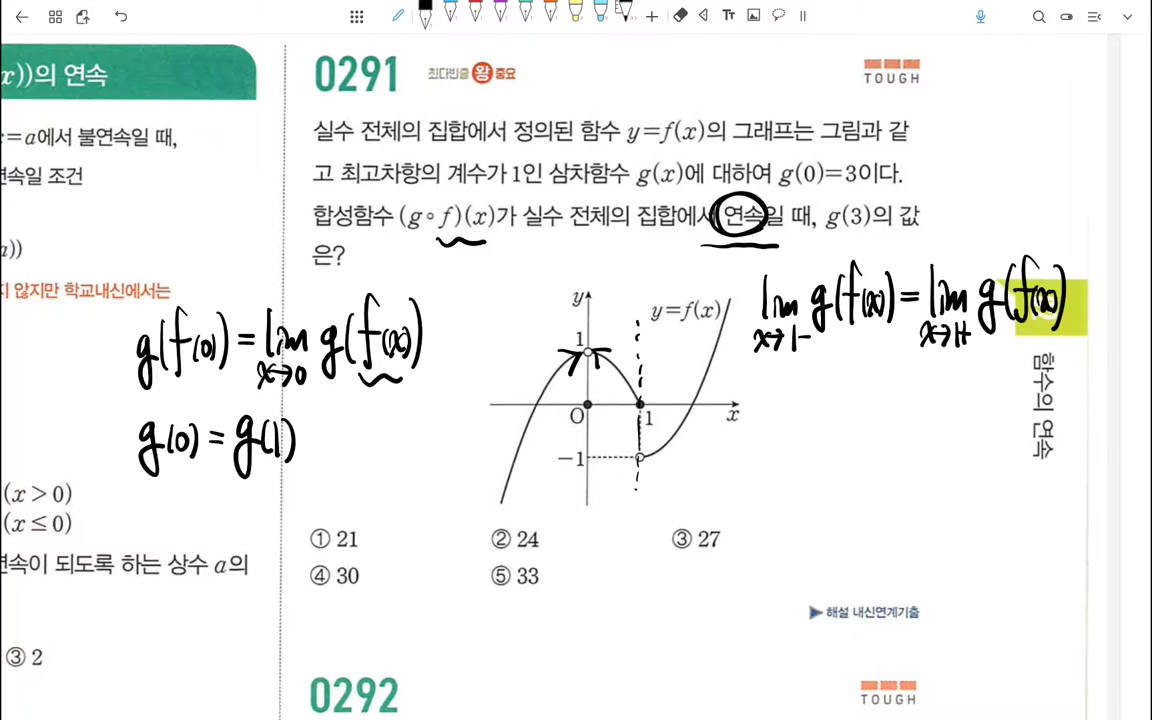 x))의 연속
=a에서 불연속일 때,
연속일 조건
a))
지 않지만 학교내신에서는
(x>0)
(x≤0)
연속이 되도록 하는 상수 a의
③ 2
0291 최다빈출 왕 중요 TOUGH
실수 전체의 집합에서 정의된 함수 y=f(x)의 그래프는 그림과 같
고 최고차항의 계수가 1인 삼차함수 g(x)에 대하여 g(0)=3이다.
합성함수 (g∘f)(x)가 실수 전체의 집합에서 연속일 때, g(3)의 값
은?
g(f(0)) = lim x→0 g(f(x))
g(0) = g(1)
lim x→1- g(f(x)) = lim x→1+ g(f(x))
y
y=f(x)
1
O
1
x
-1
① 21 ② 24 ③ 27
④ 30 ⑤ 33
▶ 해설 내신연계기출
함수의 연속
0292 TOUGH
Tт